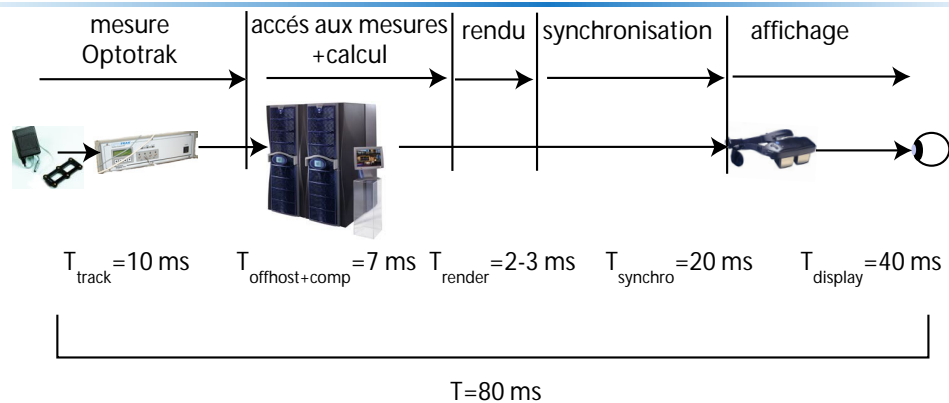 mesure
Optotrak
accés aux mesures
+calcul
rendu
synchronisation
affichage
T_track=10 ms
T_offhost+comp=7 ms
T_render=2-3 ms
T_synchro=20 ms
T_display=40 ms
T=80 ms